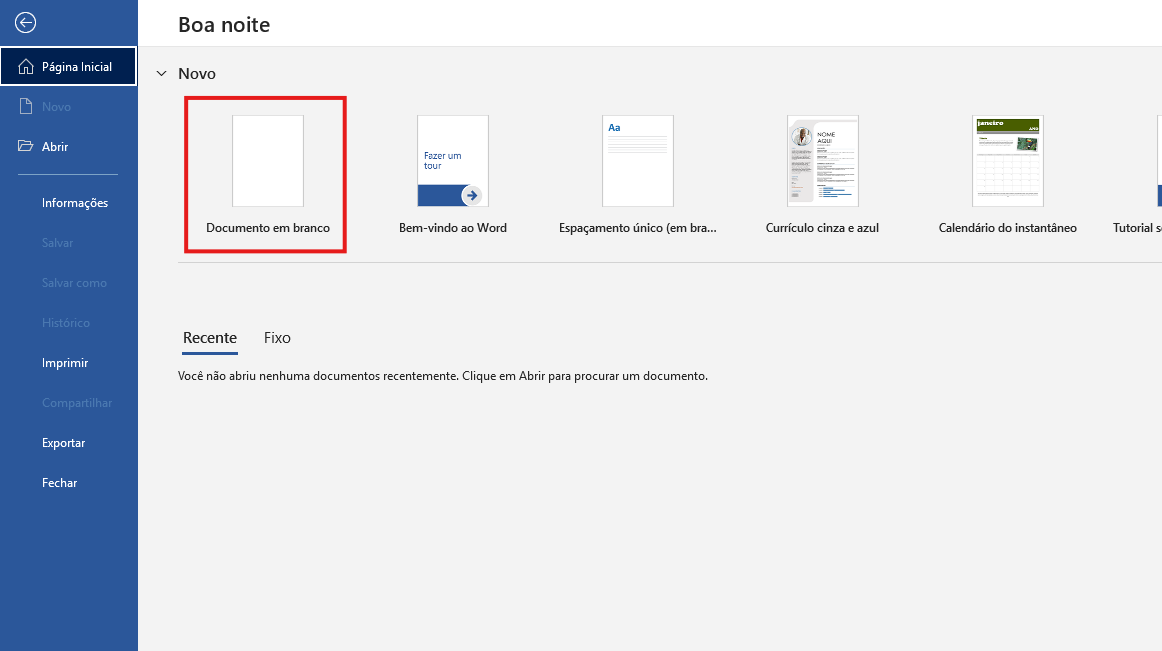 Boa noite
Página Inicial
Novo
Abrir
Informações
Salvar
Salvar como
Histórico
Imprimir
Compartilhar
Exportar
Fechar
Novo
Fazer um
tour
Aa
NOME
AQUI
janeiro
ANO
Documento em branco
Bem-vindo ao Word
Espaçamento único (em bra...
Currículo cinza e azul
Calendário do instantâneo
Tutorial s
Recente
Fixo
Você não abriu nenhuma documentos recentemente. Clique em Abrir para procurar um documento.